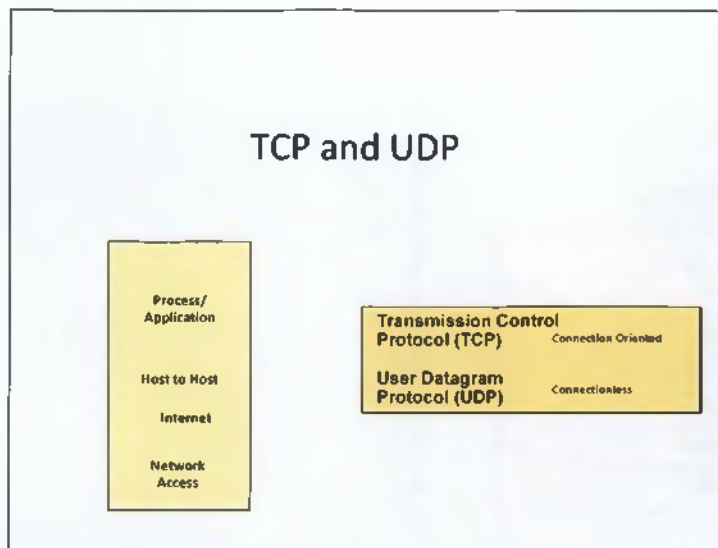 TCP and UDP
Process/
Application
Host to Host
Internet
Network
Access
Transmission Control
Protocol (TCP) Connection Oriented
User Datagram
Protocol (UDP) Connectionless